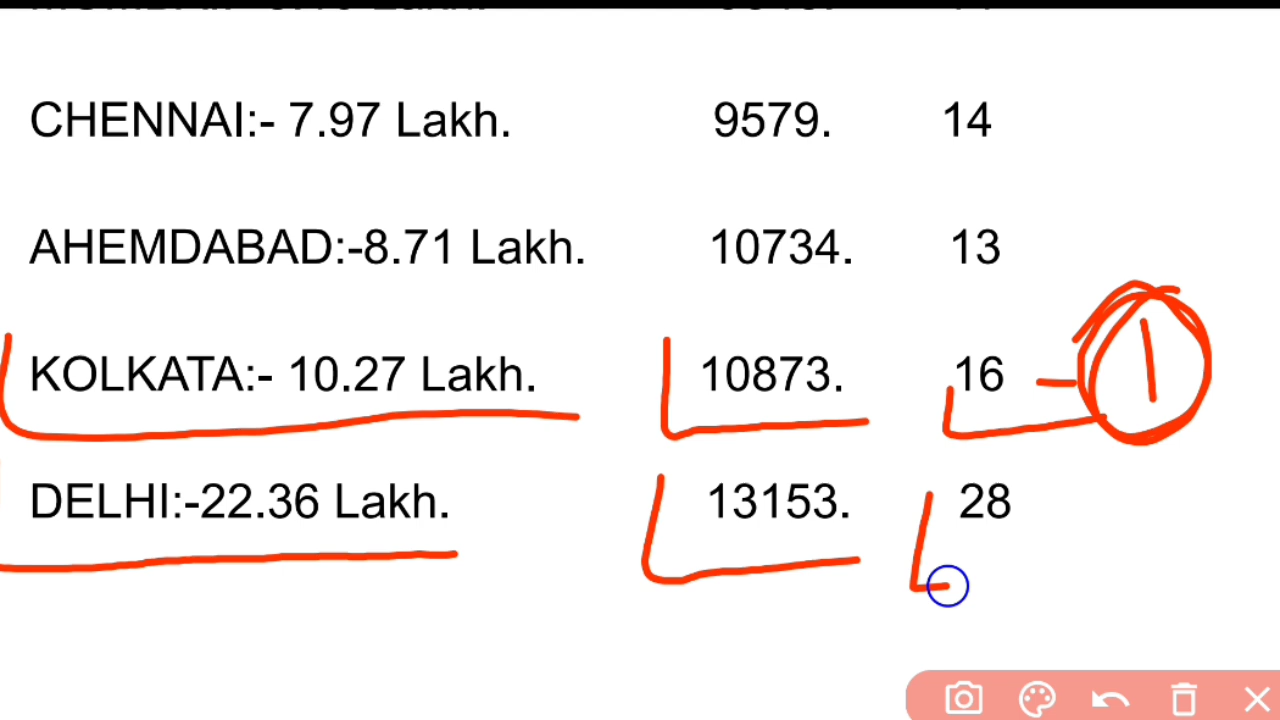 CHENNAI:- 7.97 Lakh. 9579. 14
AHEMDABAD:-8.71 Lakh. 10734. 13
KOLKATA:- 10.27 Lakh. 10873. 16 - 1
DELHI:-22.36 Lakh. 13153. 28